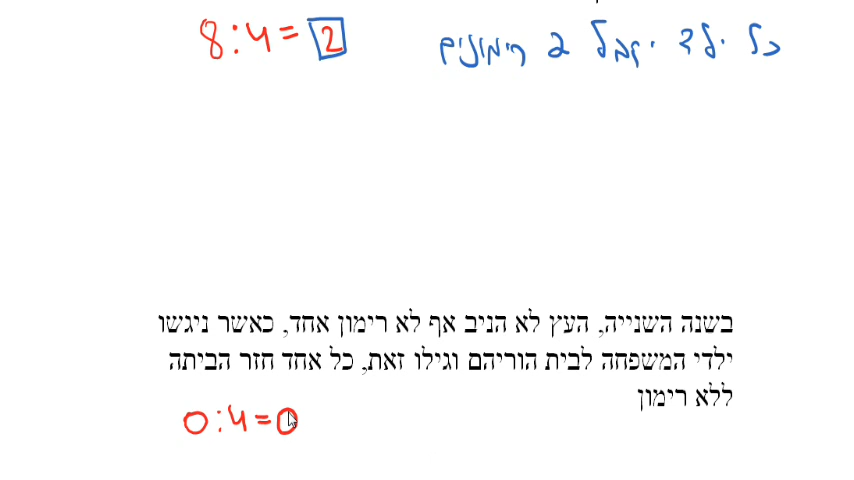 8:4=2 כל ילד יקבל 2 רימונים
בשנה השנייה, העץ לא הניב אף לא רימון אחד, כאשר ניגשו
ילדי המשפחה לבית הוריהם וגילו זאת, כל אחד חזר הביתה
ללא רימון
0:4=0